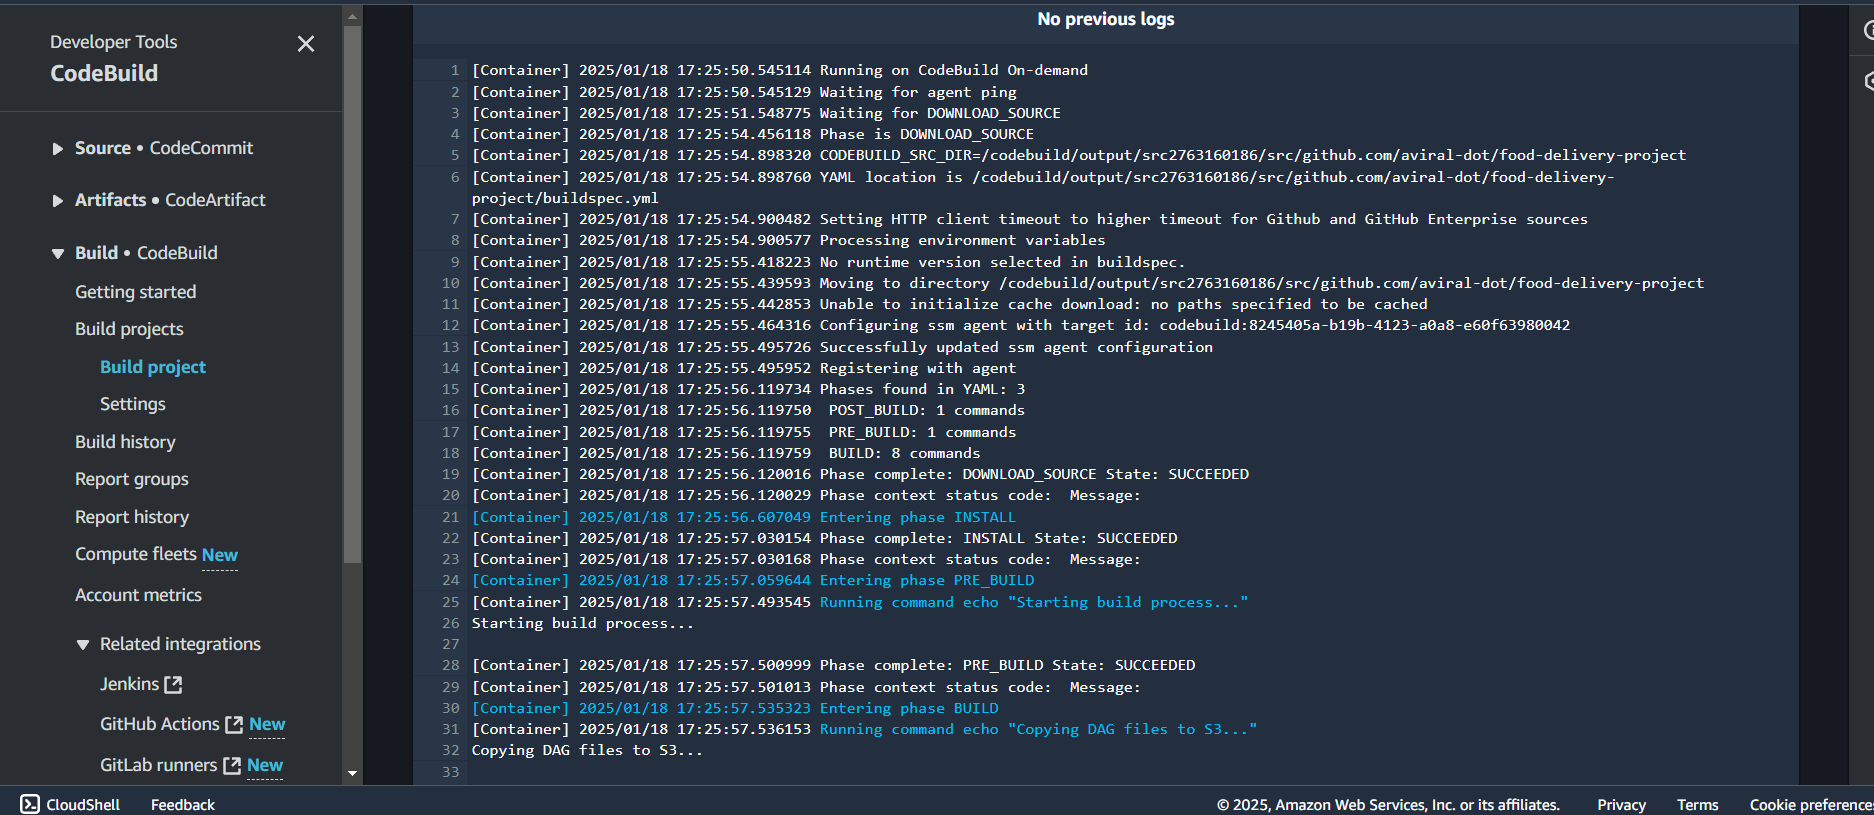 Developer Tools
CodeBuild
Source • CodeCommit
Artifacts • CodeArtifact
Build • CodeBuild
Getting started
Build projects
Build project
Settings
Build history
Report groups
Report history
Compute fleets New
Account metrics
Related integrations
Jenkins
GitHub Actions New
GitLab runners New
No previous logs
1 [Container] 2025/01/18 17:25:50.545114 Running on CodeBuild On-demand
2 [Container] 2025/01/18 17:25:50.545129 Waiting for agent ping
3 [Container] 2025/01/18 17:25:51.548775 Waiting for DOWNLOAD_SOURCE
4 [Container] 2025/01/18 17:25:54.456118 Phase is DOWNLOAD_SOURCE
5 [Container] 2025/01/18 17:25:54.898320 CODEBUILD_SRC_DIR=/codebuild/output/src2763160186/src/github.com/aviral-dot/food-delivery-project
6 [Container] 2025/01/18 17:25:54.898760 YAML location is /codebuild/output/src2763160186/src/github.com/aviral-dot/food-delivery-
project/buildspec.yml
7 [Container] 2025/01/18 17:25:54.900482 Setting HTTP client timeout to higher timeout for Github and GitHub Enterprise sources
8 [Container] 2025/01/18 17:25:54.900577 Processing environment variables
9 [Container] 2025/01/18 17:25:55.418223 No runtime version selected in buildspec.
10 [Container] 2025/01/18 17:25:55.439593 Moving to directory /codebuild/output/src2763160186/src/github.com/aviral-dot/food-delivery-project
11 [Container] 2025/01/18 17:25:55.442853 Unable to initialize cache download: no paths specified to be cached
12 [Container] 2025/01/18 17:25:55.464316 Configuring ssm agent with target id: codebuild:8245405a-b19b-4123-a0a8-e60f63980042
13 [Container] 2025/01/18 17:25:55.495726 Successfully updated ssm agent configuration
14 [Container] 2025/01/18 17:25:55.495952 Registering with agent
15 [Container] 2025/01/18 17:25:56.119734 Phases found in YAML: 3
16 [Container] 2025/01/18 17:25:56.119750  POST_BUILD: 1 commands
17 [Container] 2025/01/18 17:25:56.119755  PRE_BUILD: 1 commands
18 [Container] 2025/01/18 17:25:56.119759  BUILD: 8 commands
19 [Container] 2025/01/18 17:25:56.120016 Phase complete: DOWNLOAD_SOURCE State: SUCCEEDED
20 [Container] 2025/01/18 17:25:56.120029 Phase context status code:  Message:
21 [Container] 2025/01/18 17:25:56.607049 Entering phase INSTALL
22 [Container] 2025/01/18 17:25:57.030154 Phase complete: INSTALL State: SUCCEEDED
23 [Container] 2025/01/18 17:25:57.030168 Phase context status code:  Message:
24 [Container] 2025/01/18 17:25:57.059644 Entering phase PRE_BUILD
25 [Container] 2025/01/18 17:25:57.493545 Running command echo "Starting build process..."
26 Starting build process...
27
28 [Container] 2025/01/18 17:25:57.500999 Phase complete: PRE_BUILD State: SUCCEEDED
29 [Container] 2025/01/18 17:25:57.501013 Phase context status code:  Message:
30 [Container] 2025/01/18 17:25:57.535323 Entering phase BUILD
31 [Container] 2025/01/18 17:25:57.536153 Running command echo "Copying DAG files to S3..."
32 Copying DAG files to S3...
33
CloudShell Feedback © 2025, Amazon Web Services, Inc. or its affiliates. Privacy Terms Cookie preferences